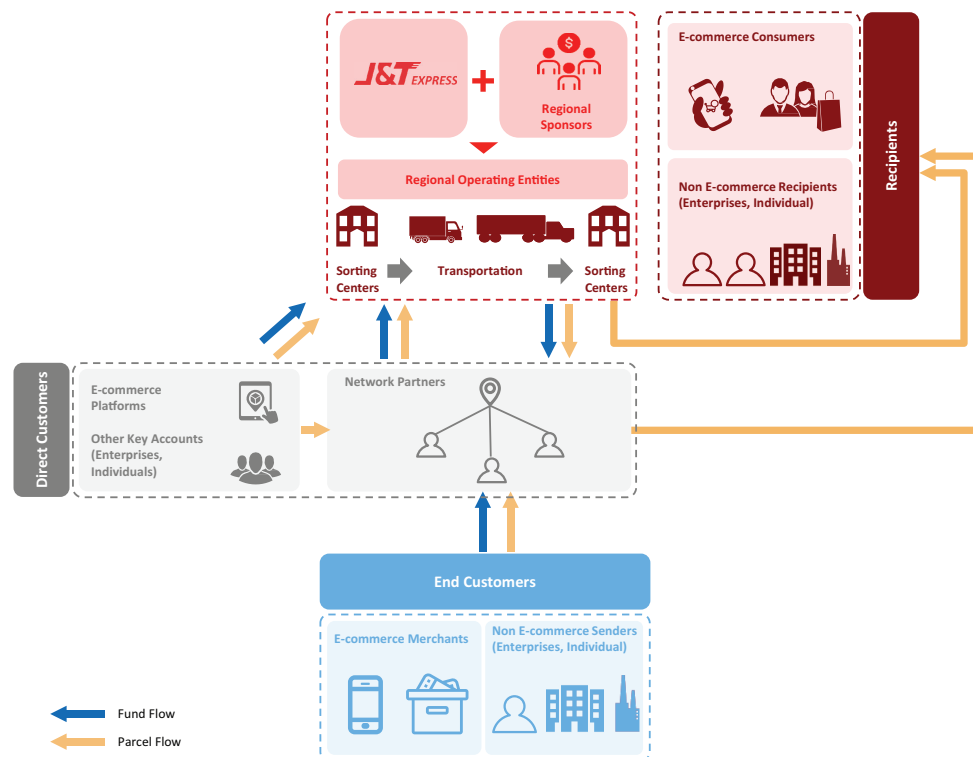 J&T EXPRESS
Regional
Sponsors
Regional Operating Entities
Sorting
Centers
Transportation
Sorting
Centers
E-commerce Consumers
Non E-commerce Recipients
(Enterprises, Individual)
Recipients
Direct Customers
E-commerce
Platforms
Other Key Accounts
(Enterprises,
Individuals)
Network Partners
End Customers
E-commerce Merchants
Non E-commerce Senders
(Enterprises, Individual)
Fund Flow
Parcel Flow